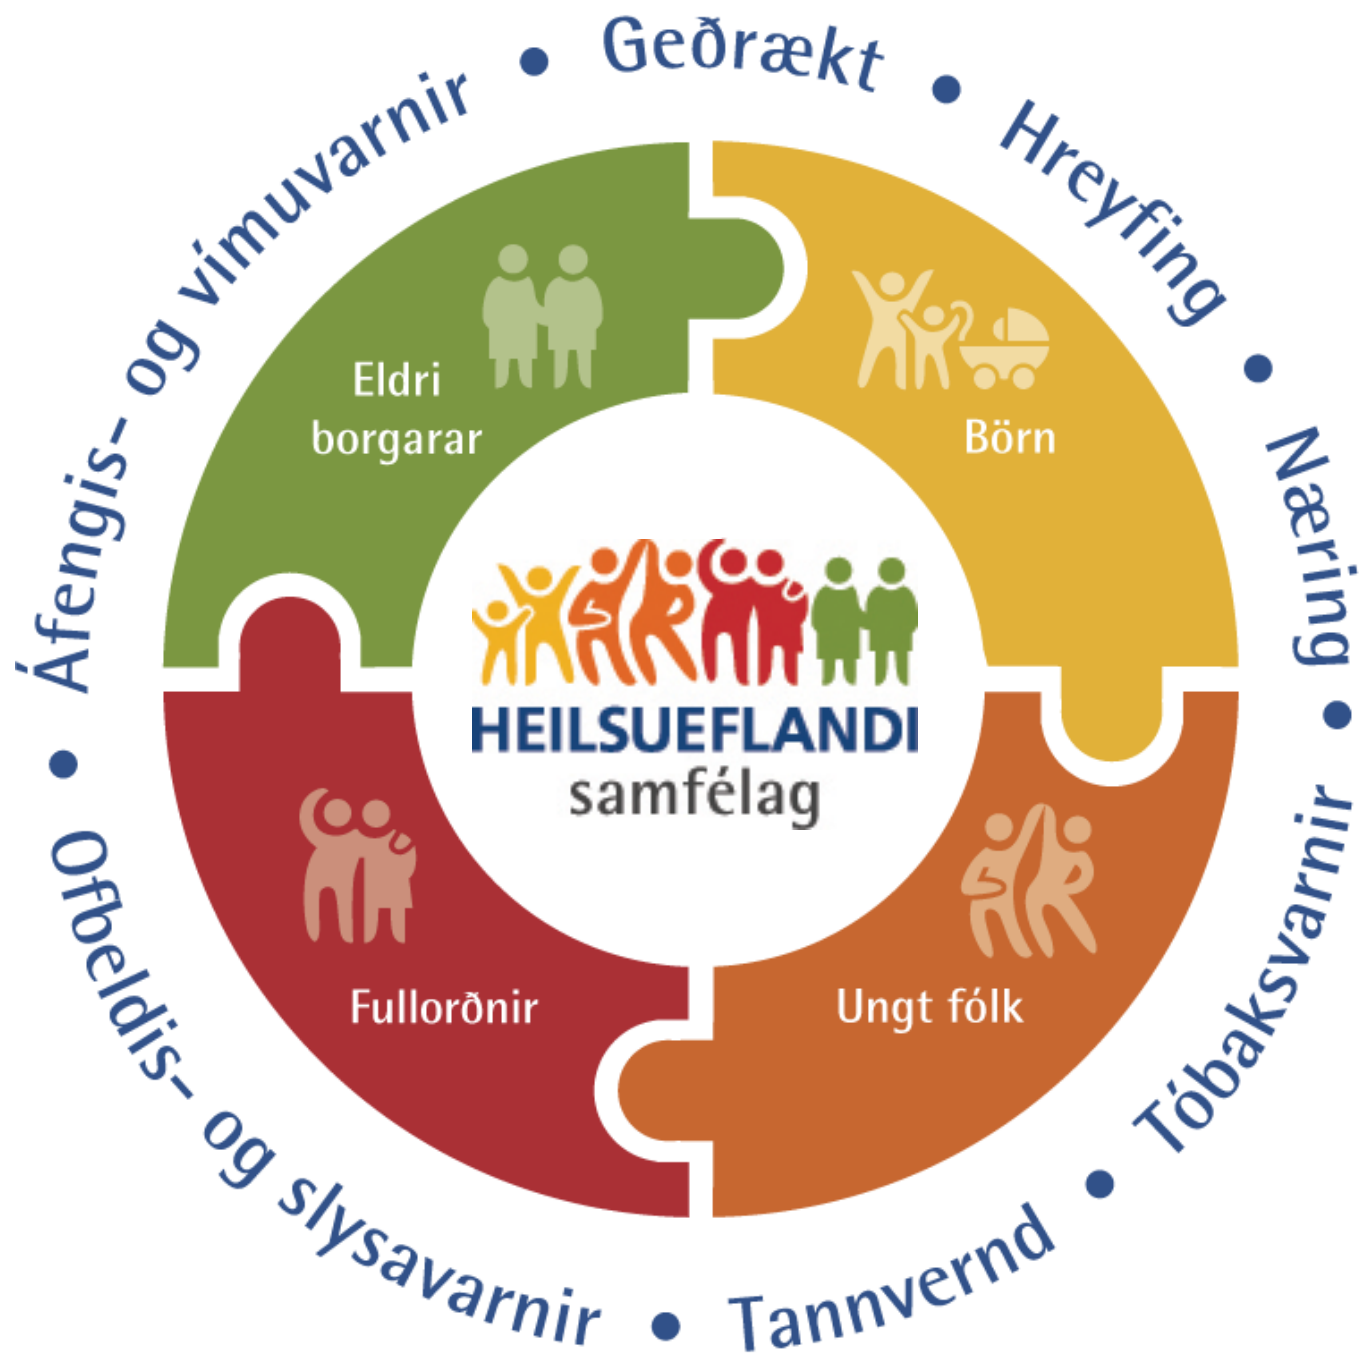 Geðrækt • Hreyfing • Næring • Tóbaksvarnir • Tannvernd • Ofbeldis- og slysavarnir • Áfengis- og vímuvarnir •
Eldri
borgarar
Börn
HEILSUEFLANDI
samfélag
Fullorðnir
Ungt fólk